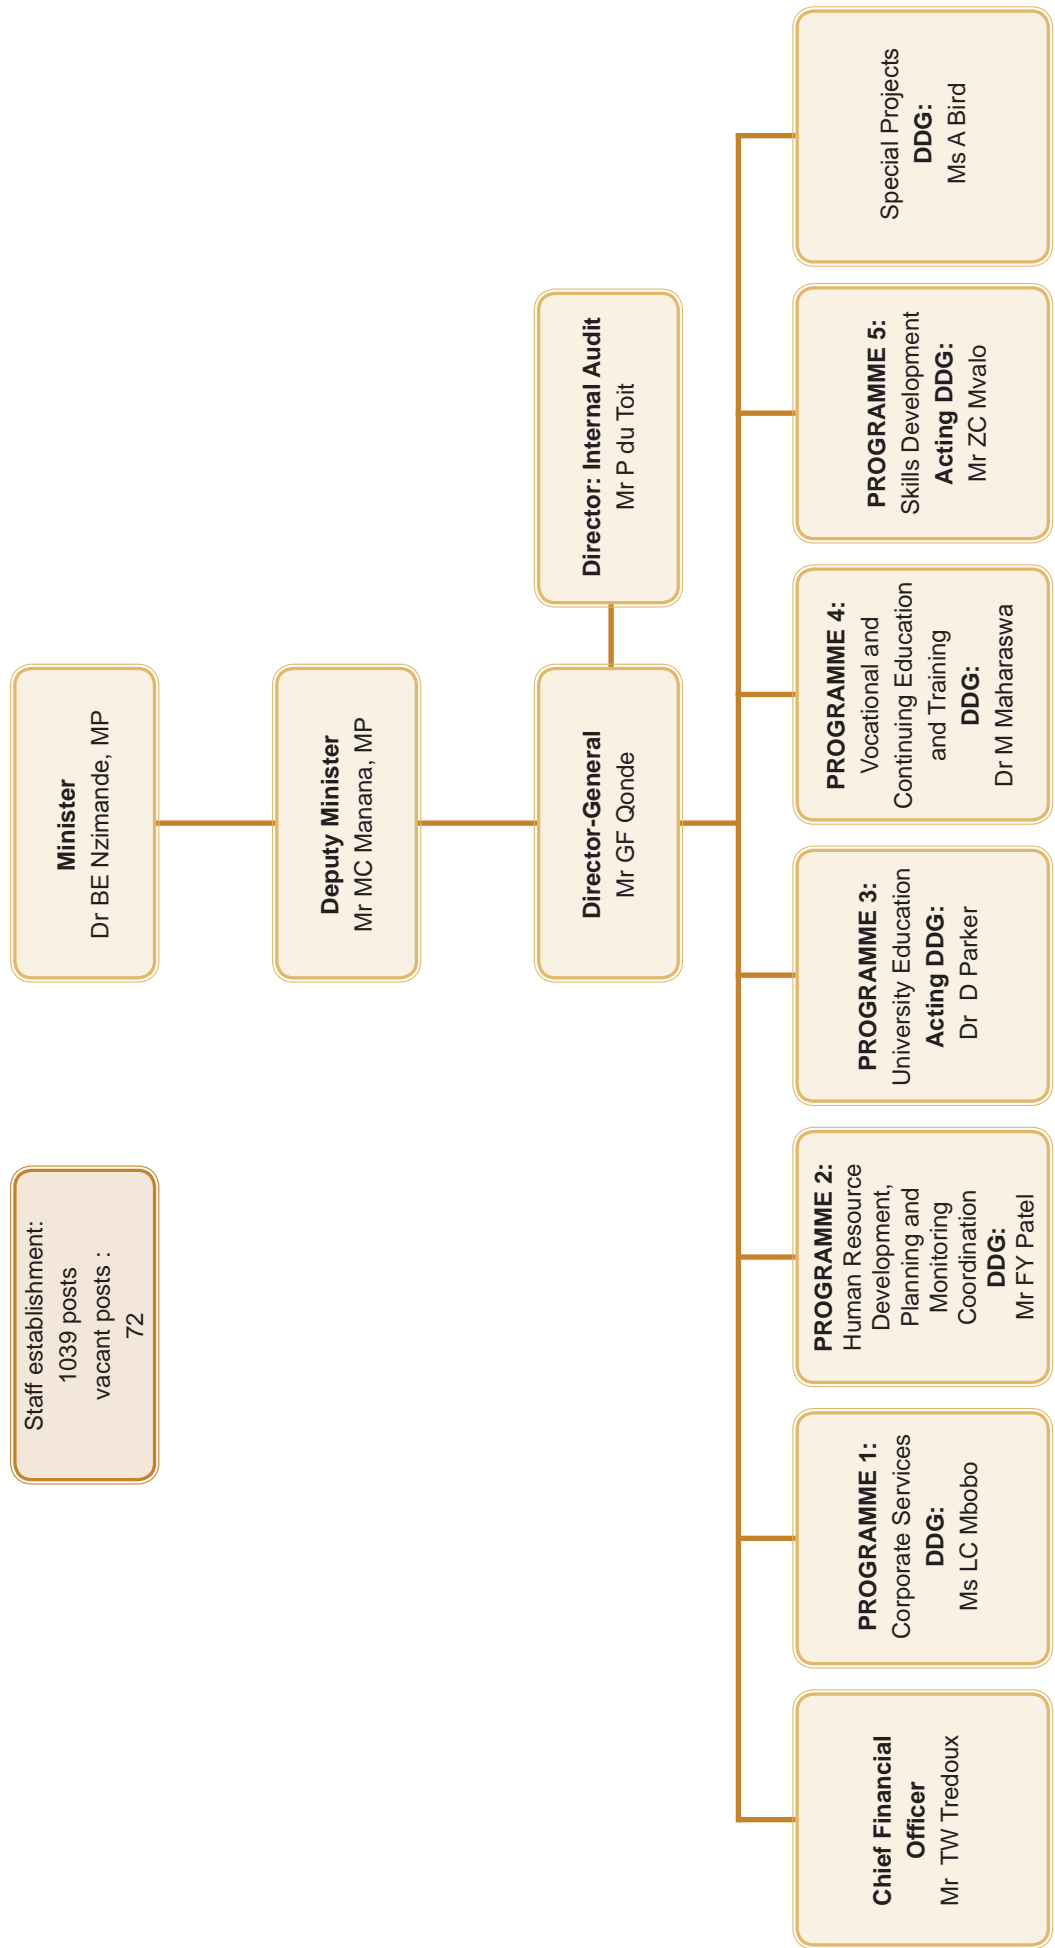 Staff establishment:
1039 posts
vacant posts :
72
Minister
Dr BE Nzimande, MP
Deputy Minister
Mr MC Manana, MP
Director-General
Mr GF Qonde
Director: Internal Audit
Mr P du Toit
Chief Financial
Officer
Mr TW Tredoux
PROGRAMME 1:
Corporate Services
DDG:
Ms LC Mbobo
PROGRAMME 2:
Human Resource
Development,
Planning and
Monitoring
Coordination
DDG:
Mr FY Patel
PROGRAMME 3:
University Education
Acting DDG:
Dr D Parker
PROGRAMME 4:
Vocational and
Continuing Education
and Training
DDG:
Dr M Maharaswa
PROGRAMME 5:
Skills Development
Acting DDG:
Mr ZC Mvalo
Special Projects
DDG:
Ms A Bird